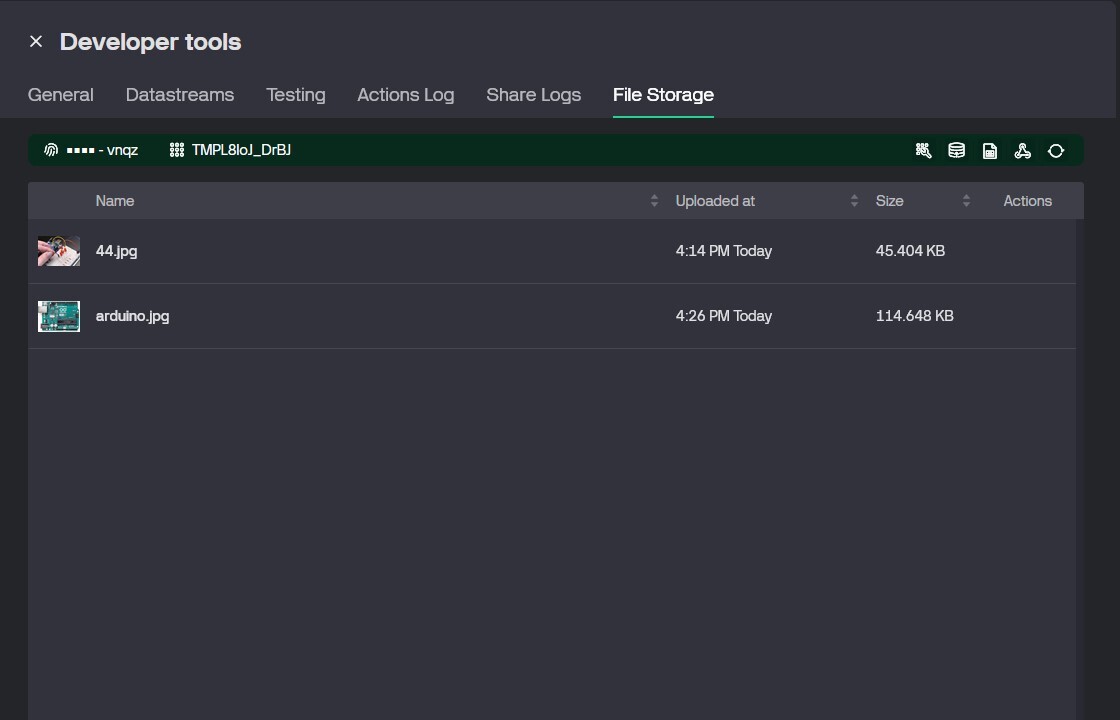 Developer tools
General Datastreams Testing Actions Log Share Logs File Storage
▪▪▪▪ - vnqz TMPL8IoJ_DrBJ
Name Uploaded at Size Actions
44.jpg 4:14 PM Today 45.404 KB
arduino.jpg 4:26 PM Today 114.648 KB